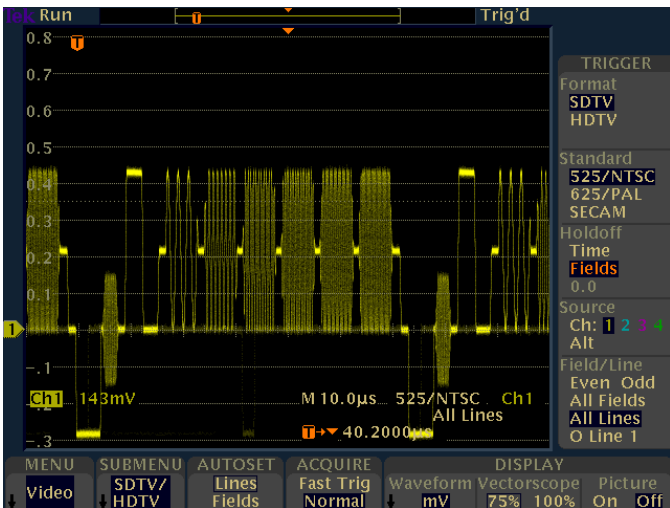 Tek Run Trig'd
T
T
0.8
0.7
0.6
0.5
0.4
0.3
0.2
0.1
1
-.1
-.2
-.3
Ch1 143mV
M 10.0µs 525/NTSC Ch1
All Lines
T→▼ 40.2000µs
TRIGGER
Format
SDTV
HDTV
Standard
525/NTSC
625/PAL
SECAM
Holdoff
Time
Fields
0.0
Source
Ch: 1 2 3 4
Alt
Field/Line
Even Odd
All Fields
All Lines
O Line 1
MENU SUBMENU AUTOSET ACQUIRE DISPLAY
Video
SDTV/
HDTV
Lines
Fields
Fast Trig
Normal
Waveform Vectorscope Picture
mV 75% 100% On Off